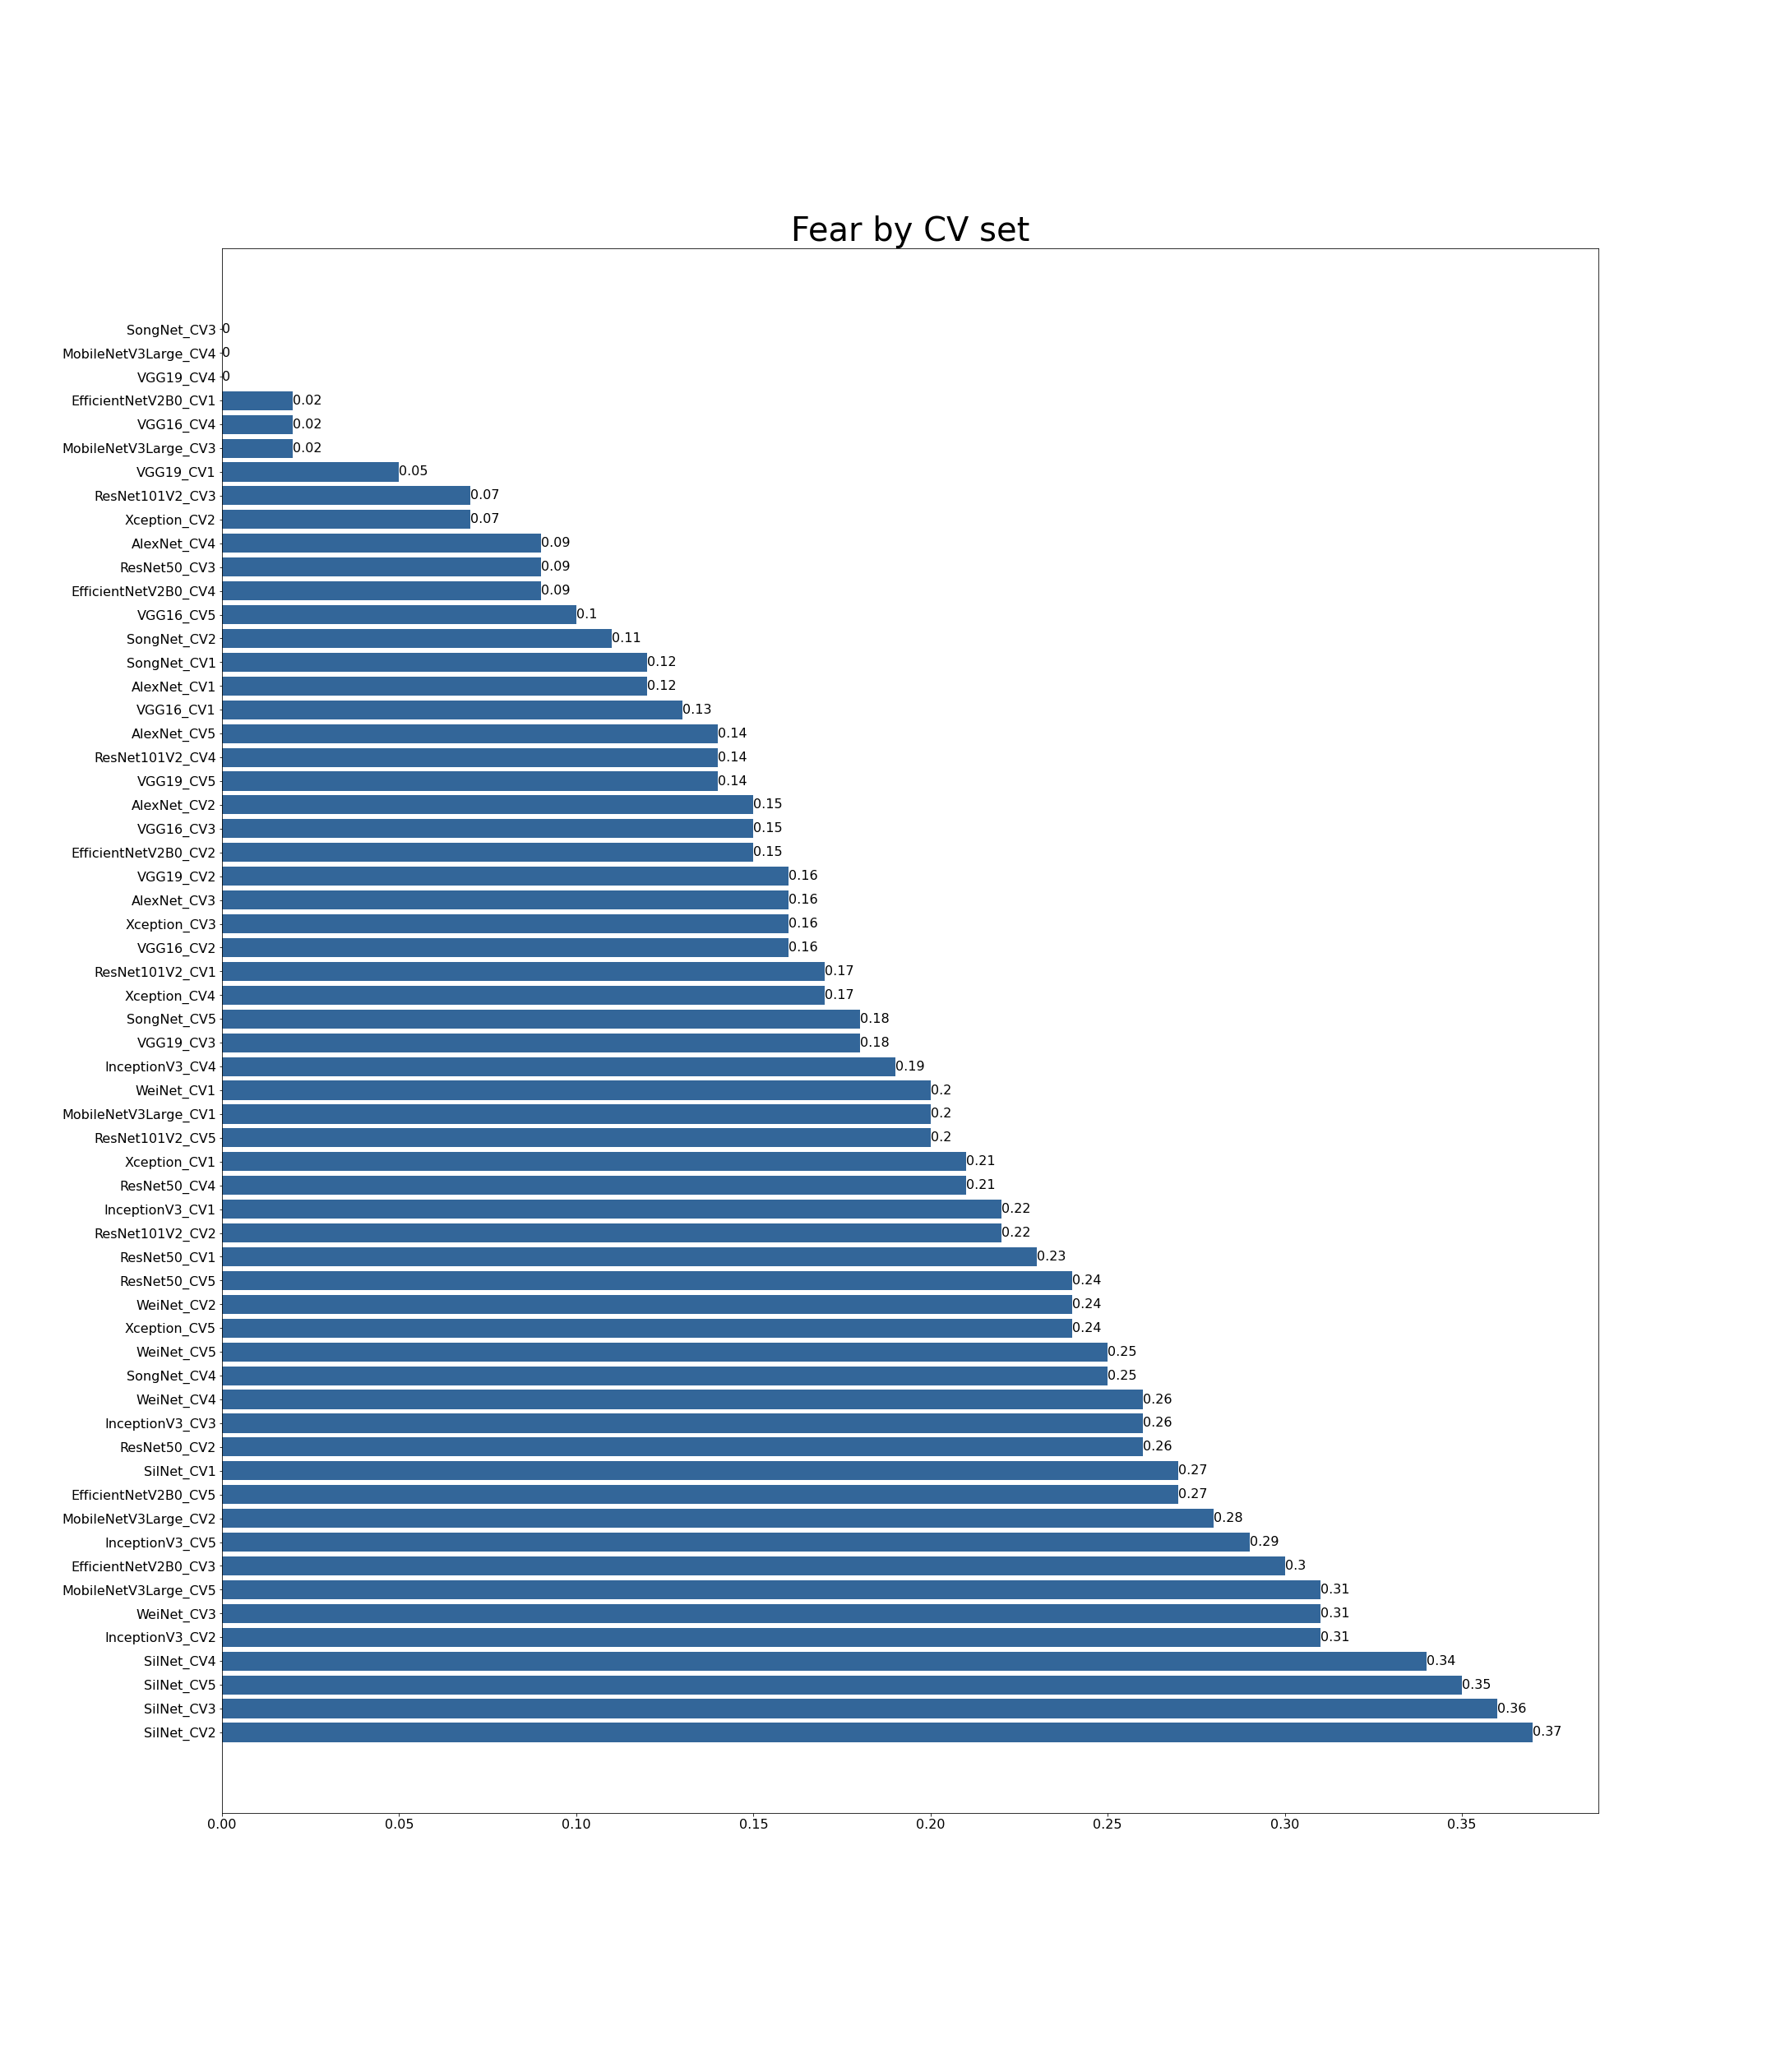 Fear by CV set
SongNet_CV3 0
MobileNetV3Large_CV4 0
VGG19_CV4 0
EfficientNetV2B0_CV1 0.02
VGG16_CV4 0.02
MobileNetV3Large_CV3 0.02
VGG19_CV1 0.05
ResNet101V2_CV3 0.07
Xception_CV2 0.07
AlexNet_CV4 0.09
ResNet50_CV3 0.09
EfficientNetV2B0_CV4 0.09
VGG16_CV5 0.1
SongNet_CV2 0.11
SongNet_CV1 0.12
AlexNet_CV1 0.12
VGG16_CV1 0.13
AlexNet_CV5 0.14
ResNet101V2_CV4 0.14
VGG19_CV5 0.14
AlexNet_CV2 0.15
VGG16_CV3 0.15
EfficientNetV2B0_CV2 0.15
VGG19_CV2 0.16
AlexNet_CV3 0.16
Xception_CV3 0.16
VGG16_CV2 0.16
ResNet101V2_CV1 0.17
Xception_CV4 0.17
SongNet_CV5 0.18
VGG19_CV3 0.18
InceptionV3_CV4 0.19
WeiNet_CV1 0.2
MobileNetV3Large_CV1 0.2
ResNet101V2_CV5 0.2
Xception_CV1 0.21
ResNet50_CV4 0.21
InceptionV3_CV1 0.22
ResNet101V2_CV2 0.22
ResNet50_CV1 0.23
ResNet50_CV5 0.24
WeiNet_CV2 0.24
Xception_CV5 0.24
WeiNet_CV5 0.25
SongNet_CV4 0.25
WeiNet_CV4 0.26
InceptionV3_CV3 0.26
ResNet50_CV2 0.26
SilNet_CV1 0.27
EfficientNetV2B0_CV5 0.27
MobileNetV3Large_CV2 0.28
InceptionV3_CV5 0.29
EfficientNetV2B0_CV3 0.3
MobileNetV3Large_CV5 0.31
WeiNet_CV3 0.31
InceptionV3_CV2 0.31
SilNet_CV4 0.34
SilNet_CV5 0.35
SilNet_CV3 0.36
SilNet_CV2 0.37
0.00 0.05 0.10 0.15 0.20 0.25 0.30 0.35